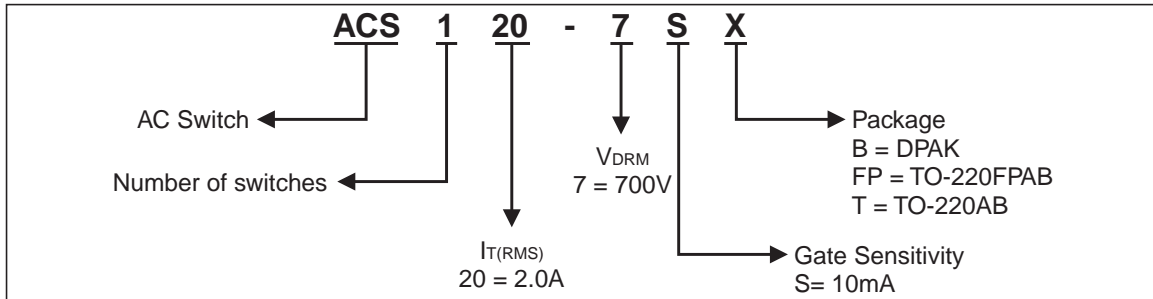 ACS 1 20 - 7 S X
AC Switch
Number of switches
IT(RMS)
20 = 2.0A
VDRM
7 = 700V
Package
B = DPAK
FP = TO-220FPAB
T = TO-220AB
Gate Sensitivity
S= 10mA